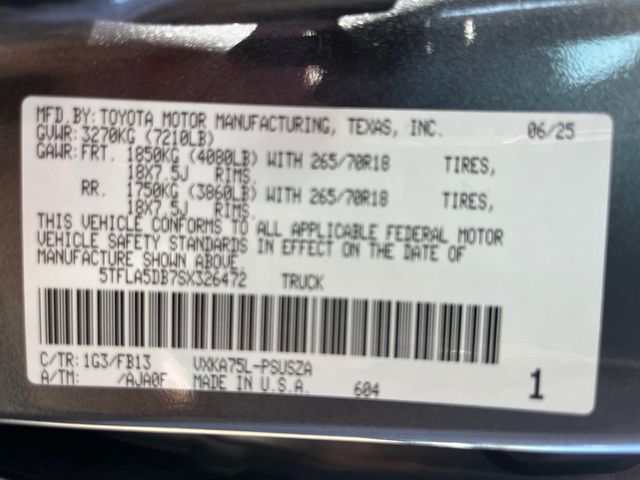 MFD.BY: TOYOTA MOTOR MANUFACTURING, TEXAS, INC. 06/25
GVWR: 3270KG (7210LB)
GAWR: FRT. 1850KG (4080LB) WITH 265/70R18 TIRES,
18X7.5J RIMS.
RR. 1750KG (3860LB) WITH 265/70R18 TIRES,
18X7.5J RIMS.
THIS VEHICLE CONFORMS TO ALL APPLICABLE FEDERAL MOTOR
VEHICLE SAFETY STANDARDS IN EFFECT ON THE DATE OF
MANUFACTURE SHOWN ABOVE.
5TFLA5DB7SX326472 TRUCK
C/TR: 1G3/FB13 VXKA75L-PSUSZA
A/TM: /AJA0F MADE IN U.S.A. 604 1